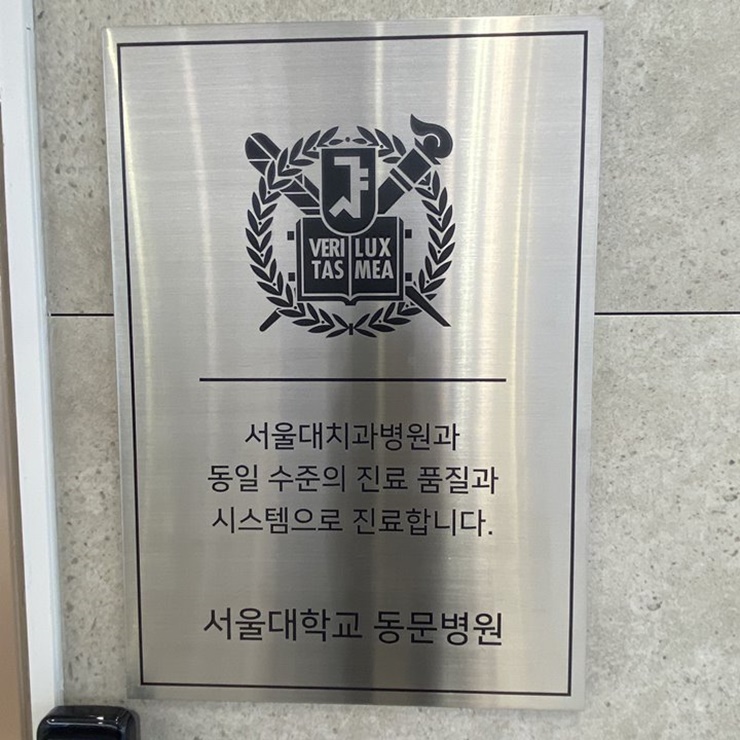 VERI LUX
TAS MEA
서울대치과병원과
동일 수준의 진료 품질과
시스템으로 진료합니다.
서울대학교 동문병원